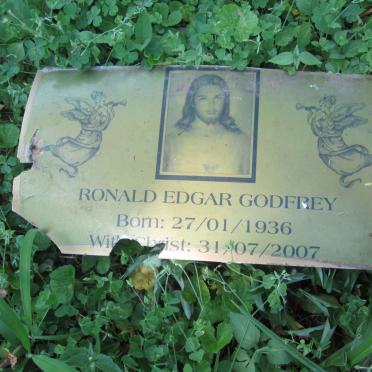 RONALD EDGAR GODFREY
Born: 27/01/1936
With Christ: 31/07/2007